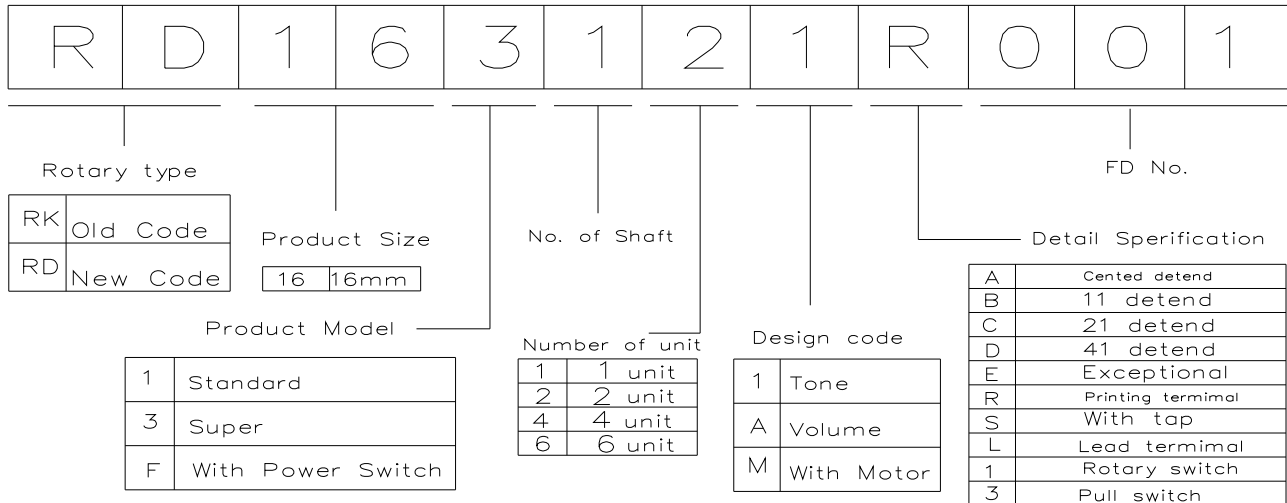 R D 1 6 3 1 2 1 R 0 0 1
Rotary type
RK Old Code
RD New Code
Product Size
16 16mm
Product Model
1 Standard
3 Super
F With Power Switch
No. of Shaft
Number of unit
1 1 unit
2 2 unit
4 4 unit
6 6 unit
Design code
1 Tone
A Volume
M With Motor
FD No.
Detail Sperification
A Cented detend
B 11 detend
C 21 detend
D 41 detend
E Exceptional
R Printing termimal
S With tap
L Lead termimal
1 Rotary switch
3 Pull switch